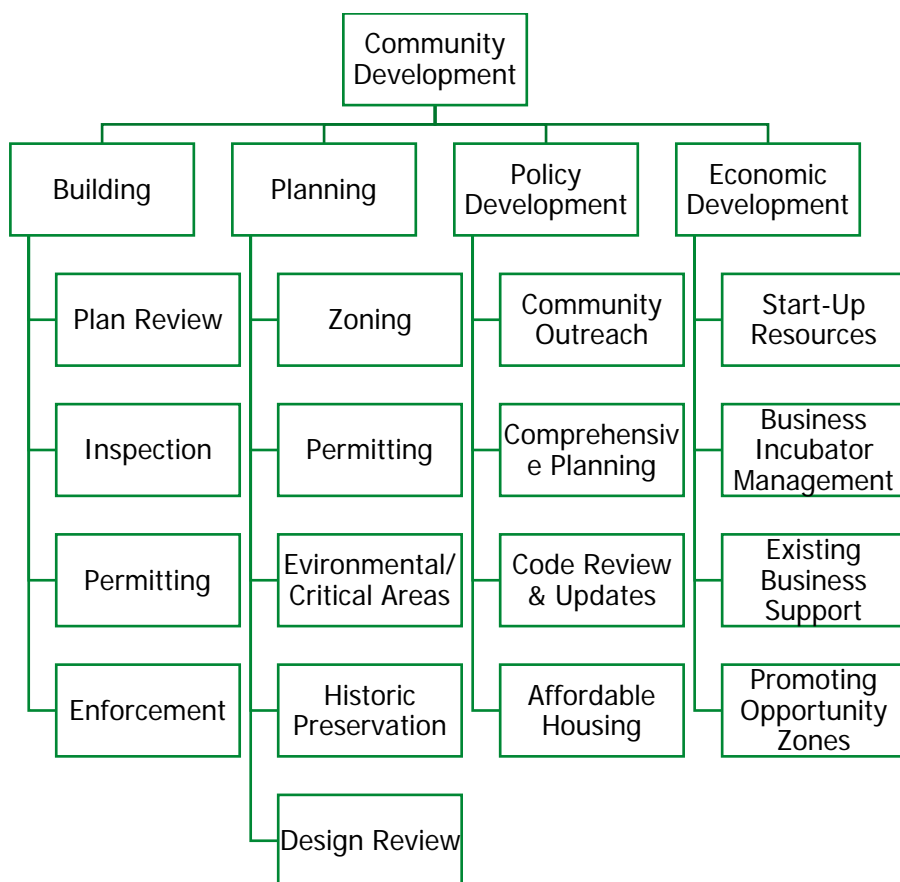 Community
Development
Building
Planning
Policy
Development
Economic
Development
Plan Review
Zoning
Community
Outreach
Start-Up
Resources
Inspection
Permitting
Comprehensiv
e Planning
Business
Incubator
Management
Permitting
Evironmental/
Critical Areas
Code Review
& Updates
Existing
Business
Support
Enforcement
Historic
Preservation
Affordable
Housing
Promoting
Opportunity
Zones
Design Review